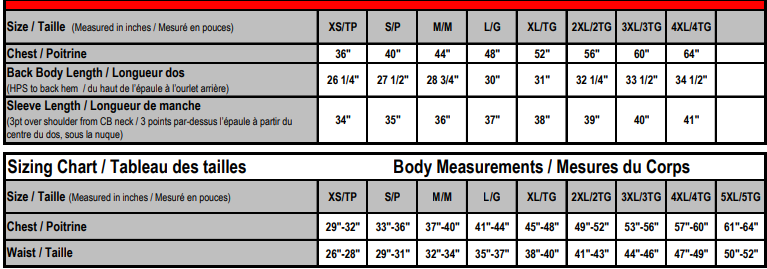 Size / Taille (Measured in inches / Mesuré en pouces) XS/TP S/P M/M L/G XL/TG 2XL/2TG 3XL/3TG 4XL/4TG
Chest / Poitrine 36" 40" 44" 48" 52" 56" 60" 64"
Back Body Length / Longueur dos
(HPS to back hem / du haut de l'épaule à l'ourlet arrière) 26 1/4" 27 1/2" 28 3/4" 30" 31" 32 1/4" 33 1/2" 34 1/2"
Sleeve Length / Longueur de manche
(3pt over shoulder from CB neck / 3 points par-dessus l'épaule à partir du
centre du dos, sous la nuque) 34" 35" 36" 37" 38" 39" 40" 41"
Sizing Chart / Tableau des tailles Body Measurements / Mesures du Corps
Size / Taille (Measured in inches / Mesuré en pouces) XS/TP S/P M/M L/G XL/TG 2XL/2TG 3XL/3TG 4XL/4TG 5XL/5TG
Chest / Poitrine 29"-32" 33"-36" 37"-40" 41"-44" 45"-48" 49"-52" 53"-56" 57"-60" 61"-64"
Waist / Taille 26"-28" 29"-31" 32"-34" 35"-37" 38"-40" 41"-43" 44"-46" 47"-49" 50"-52"